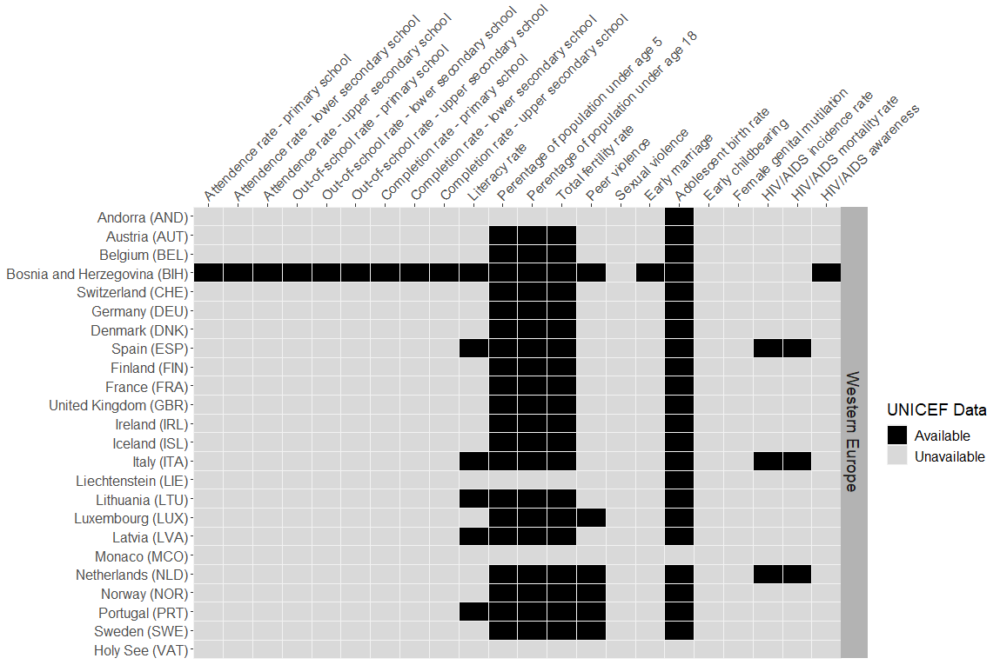 Attendence rate - primary school
Attendence rate - lower secondary school
Attendence rate - upper secondary school
Out-of-school rate - primary school
Out-of-school rate - lower secondary school
Out-of-school rate - upper secondary school
Completion rate - primary school
Completion rate - lower secondary school
Completion rate - upper secondary school
Literacy rate
Perentage of population under age 5
Perentage of population under age 18
Total fertility rate
Peer violence
Sexual violence
Early marriage
Adolescent birth rate
Early childbearing
Female genital mutilation
HIV/AIDS incidence rate
HIV/AIDS mortality rate
HIV/AIDS awareness
Andorra (AND)
Austria (AUT)
Belgium (BEL)
Bosnia and Herzegovina (BIH)
Switzerland (CHE)
Germany (DEU)
Denmark (DNK)
Spain (ESP)
Finland (FIN)
France (FRA)
United Kingdom (GBR)
Ireland (IRL)
Iceland (ISL)
Italy (ITA)
Liechtenstein (LIE)
Lithuania (LTU)
Luxembourg (LUX)
Latvia (LVA)
Monaco (MCO)
Netherlands (NLD)
Norway (NOR)
Portugal (PRT)
Sweden (SWE)
Holy See (VAT)
Western Europe
UNICEF Data
Available
Unavailable